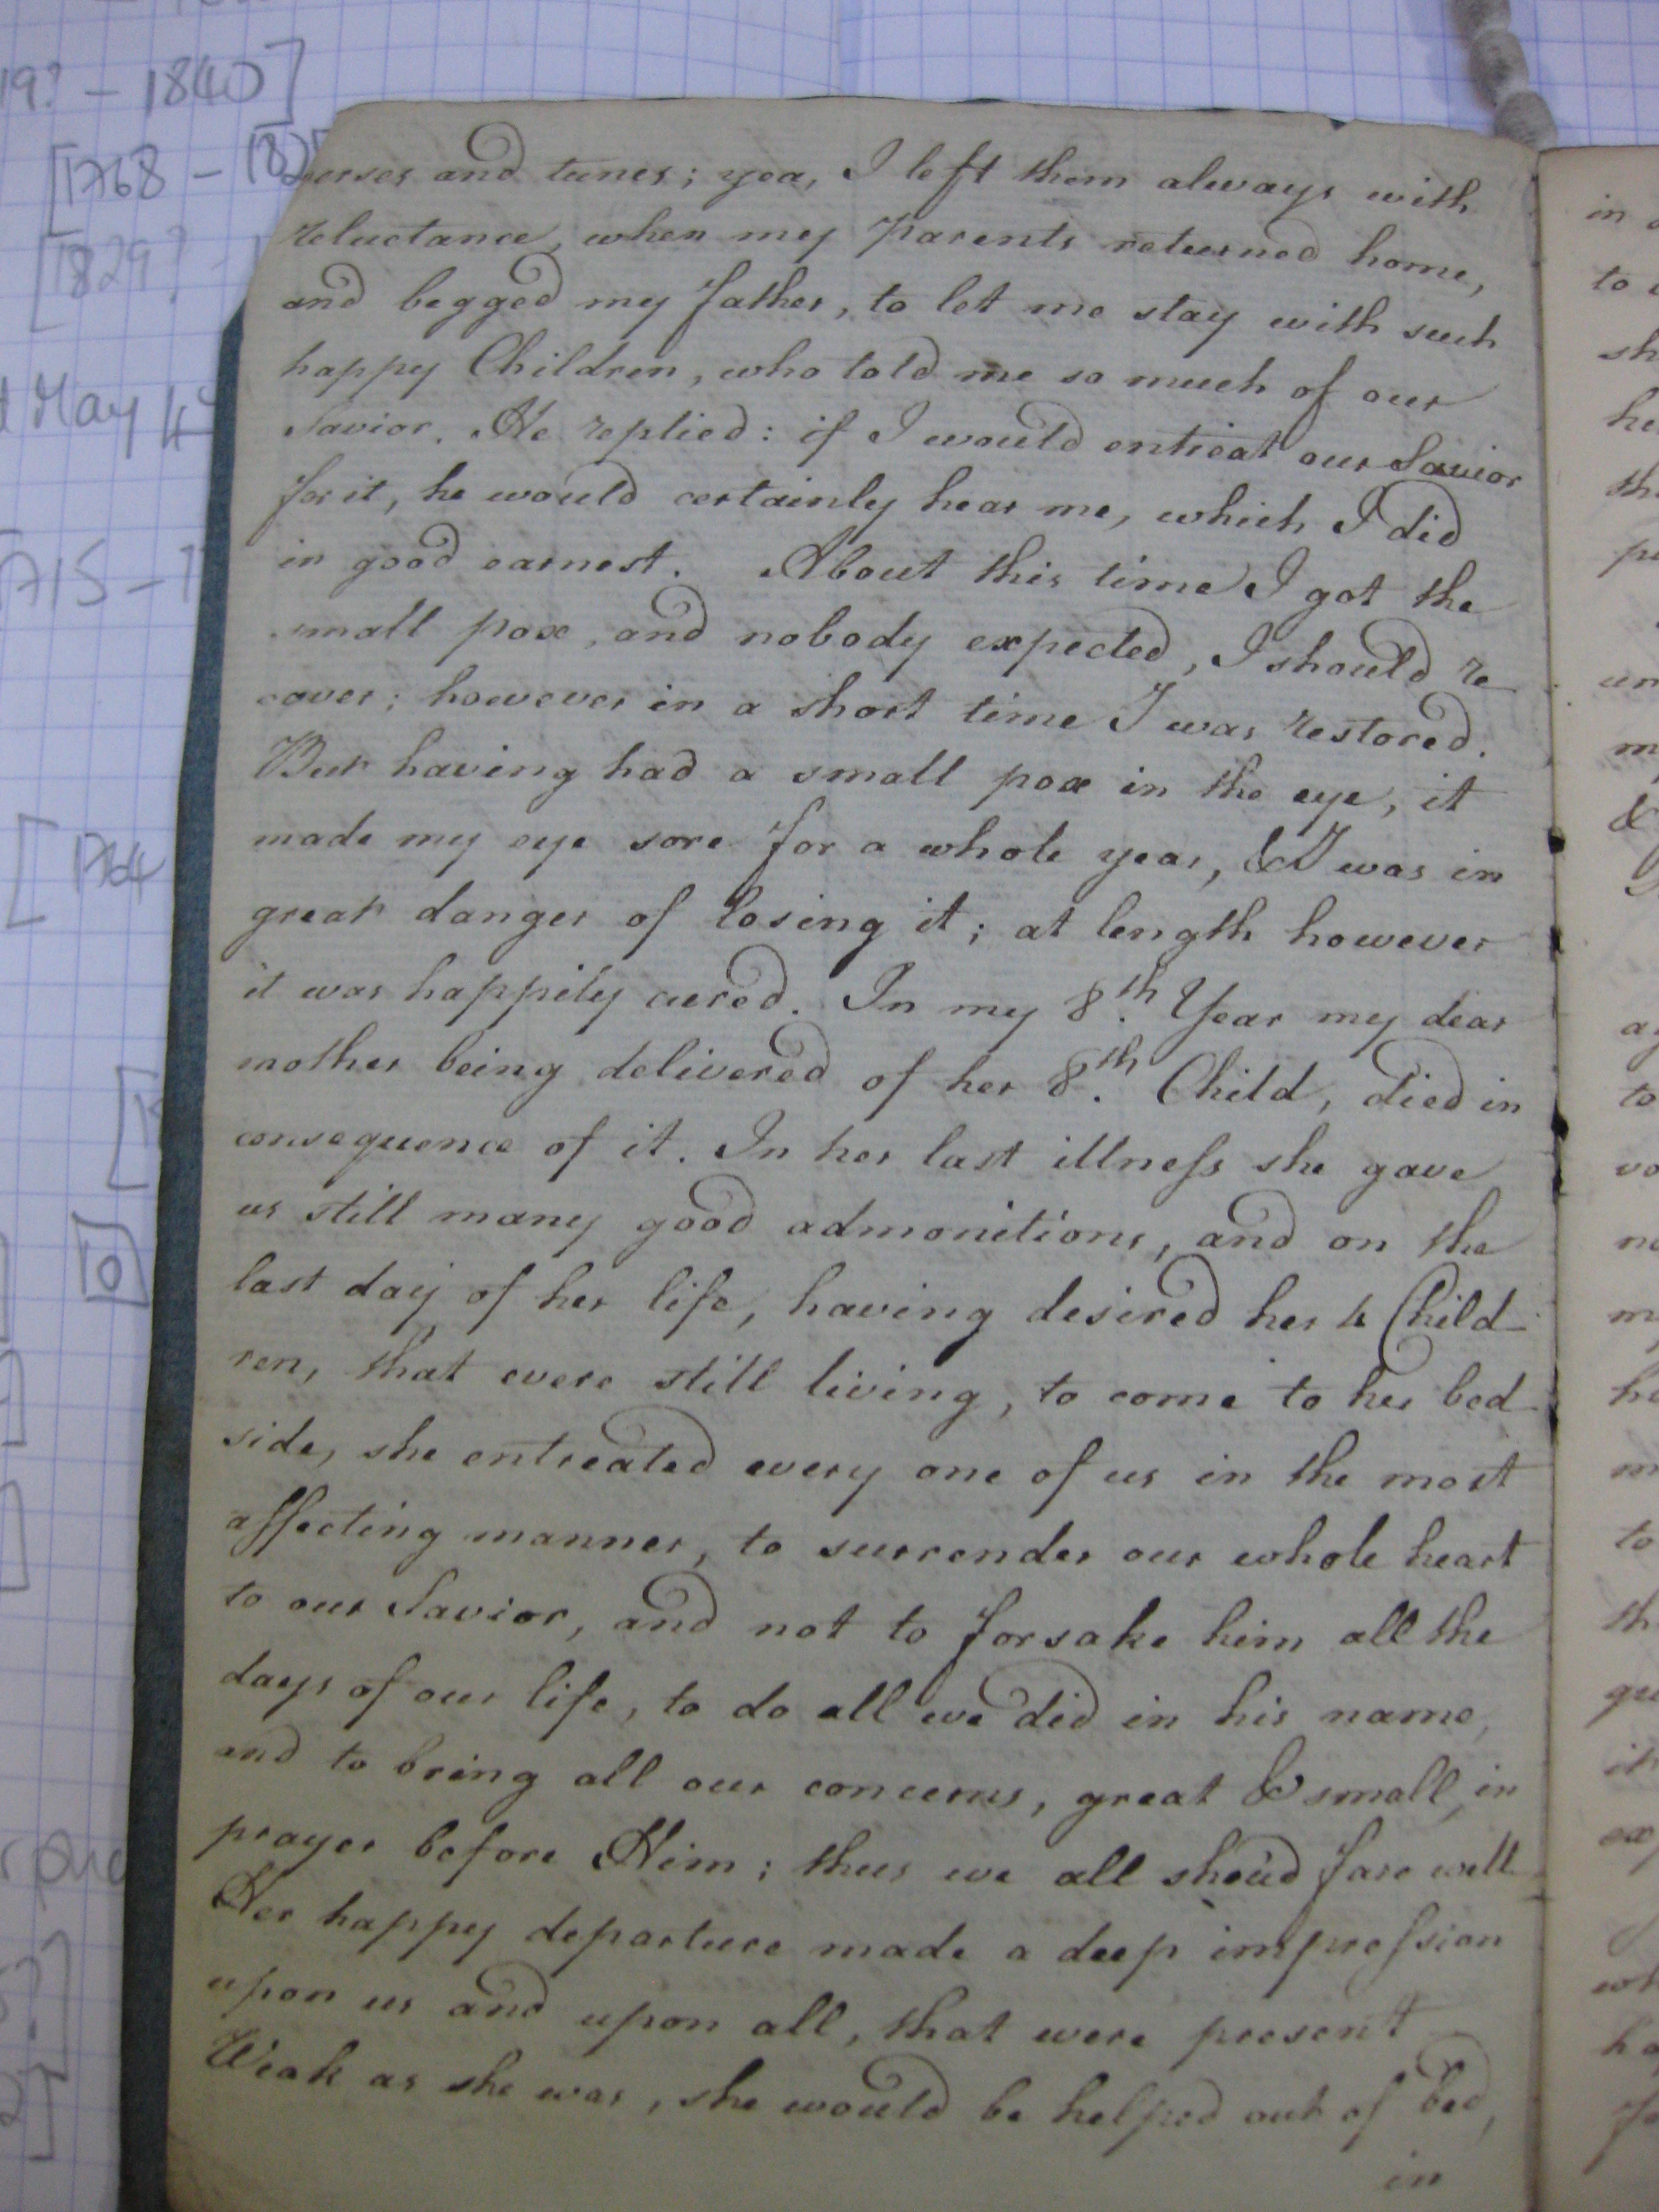 19? - 1840]
[1768 - 182
[1829?
May
1715 - 1
[1764
10
verses and tunes; yea, I left them always with
reluctance, when my Parents returned home,
and begged my father, to let me stay with such
happy Children, who told me so much of our
Savior. He replied: if I would entreat our Savior
for it, he would certainly hear me, which I did
in good earnest. About this time I got the
small pox, and nobody expected, I should re
cover; however in a short time I was restored.
But having had a small pox in the eye, it
made my eye sore for a whole year, & I was in
great danger of losing it; at length however
it was happily cured. In my 8th. Year my dear
mother being delivered of her 8th. Child, died in
consequence of it. In her last illness she gave
us still many good admonitions, and on the
last day of her life, having desired her 4 Child-
ren, that were still living, to come to her bed-
side, she entreated every one of us in the most
affecting manner, to surrender our whole heart
to our Savior, and not to forsake him all the
days of our life, to do all we did in his name,
and to bring all our concerns, great & small, in
prayer before Him; thus we all shou'd fare well
Her happy departure made a deep impression
upon us and upon all, that were present
Weak as she was, she would be helped out of bed,
in
in
to
sh
he
th
m
&
to
no
to
th
it
wh